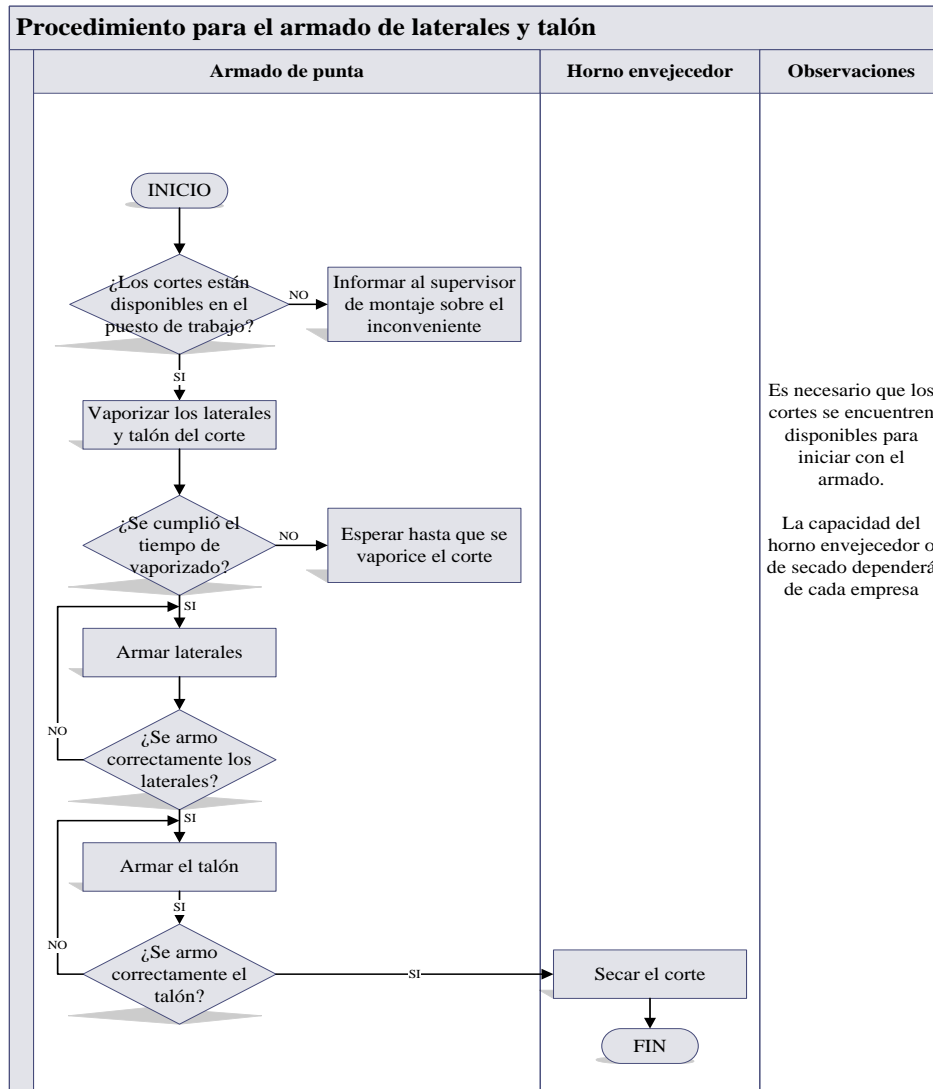 Procedimiento para el armado de laterales y talón
Armado de punta
Horno envejecedor
Observaciones
INICIO
¿Los cortes están
disponibles en el
puesto de trabajo?
NO
Informar al supervisor
de montaje sobre el
inconveniente
SI
Vaporizar los laterales
y talón del corte
¿Se cumplió el
tiempo de
vaporizado?
NO
Esperar hasta que se
vaporice el corte
SI
Armar laterales
¿Se armo
correctamente los
laterales?
NO
SI
Armar el talón
SI
¿Se armo
correctamente el
talón?
NO
SI
Secar el corte
FIN
Es necesario que los
cortes se encuentren
disponibles para
iniciar con el
armado.
La capacidad del
horno envejecedor o
de secado dependerá
de cada empresa